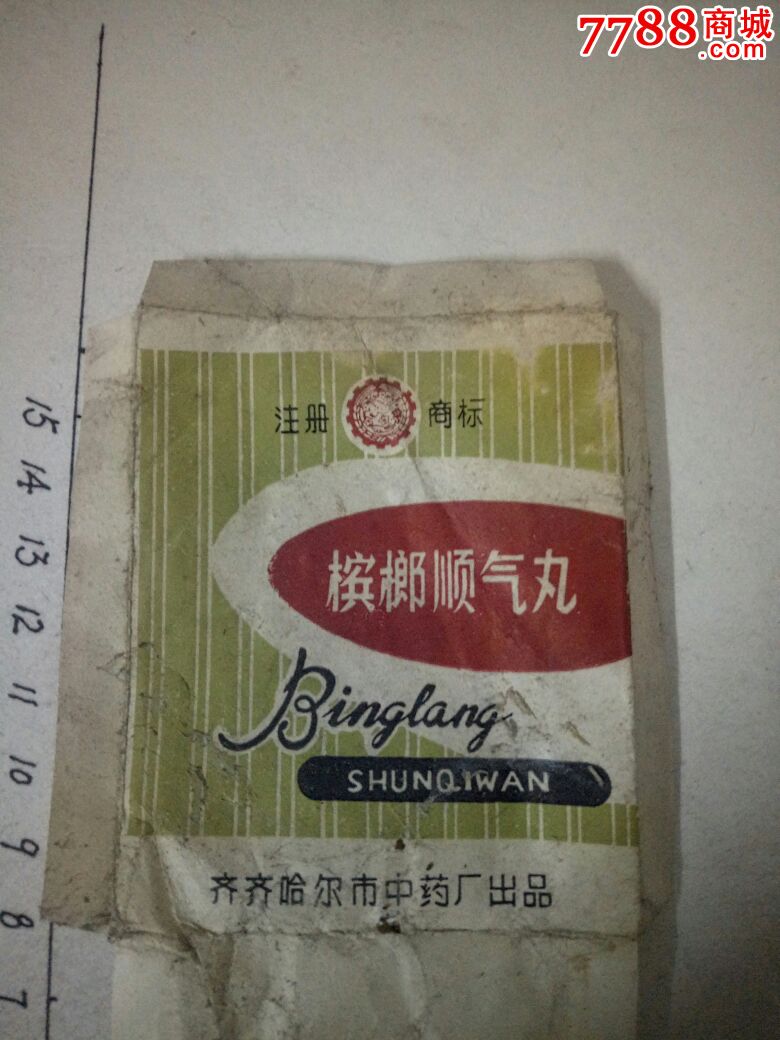 7788商城
.com
注册 商标
槟榔顺气丸
Binglang
SHUNQIWAN
齐齐哈尔市中药厂出品
15
14
13
12
11
10
9
8
7